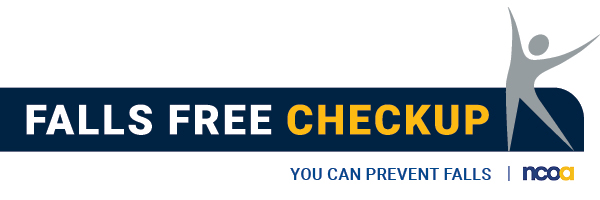 FALLS FREE CHECKUP
YOU CAN PREVENT FALLS | ncoa